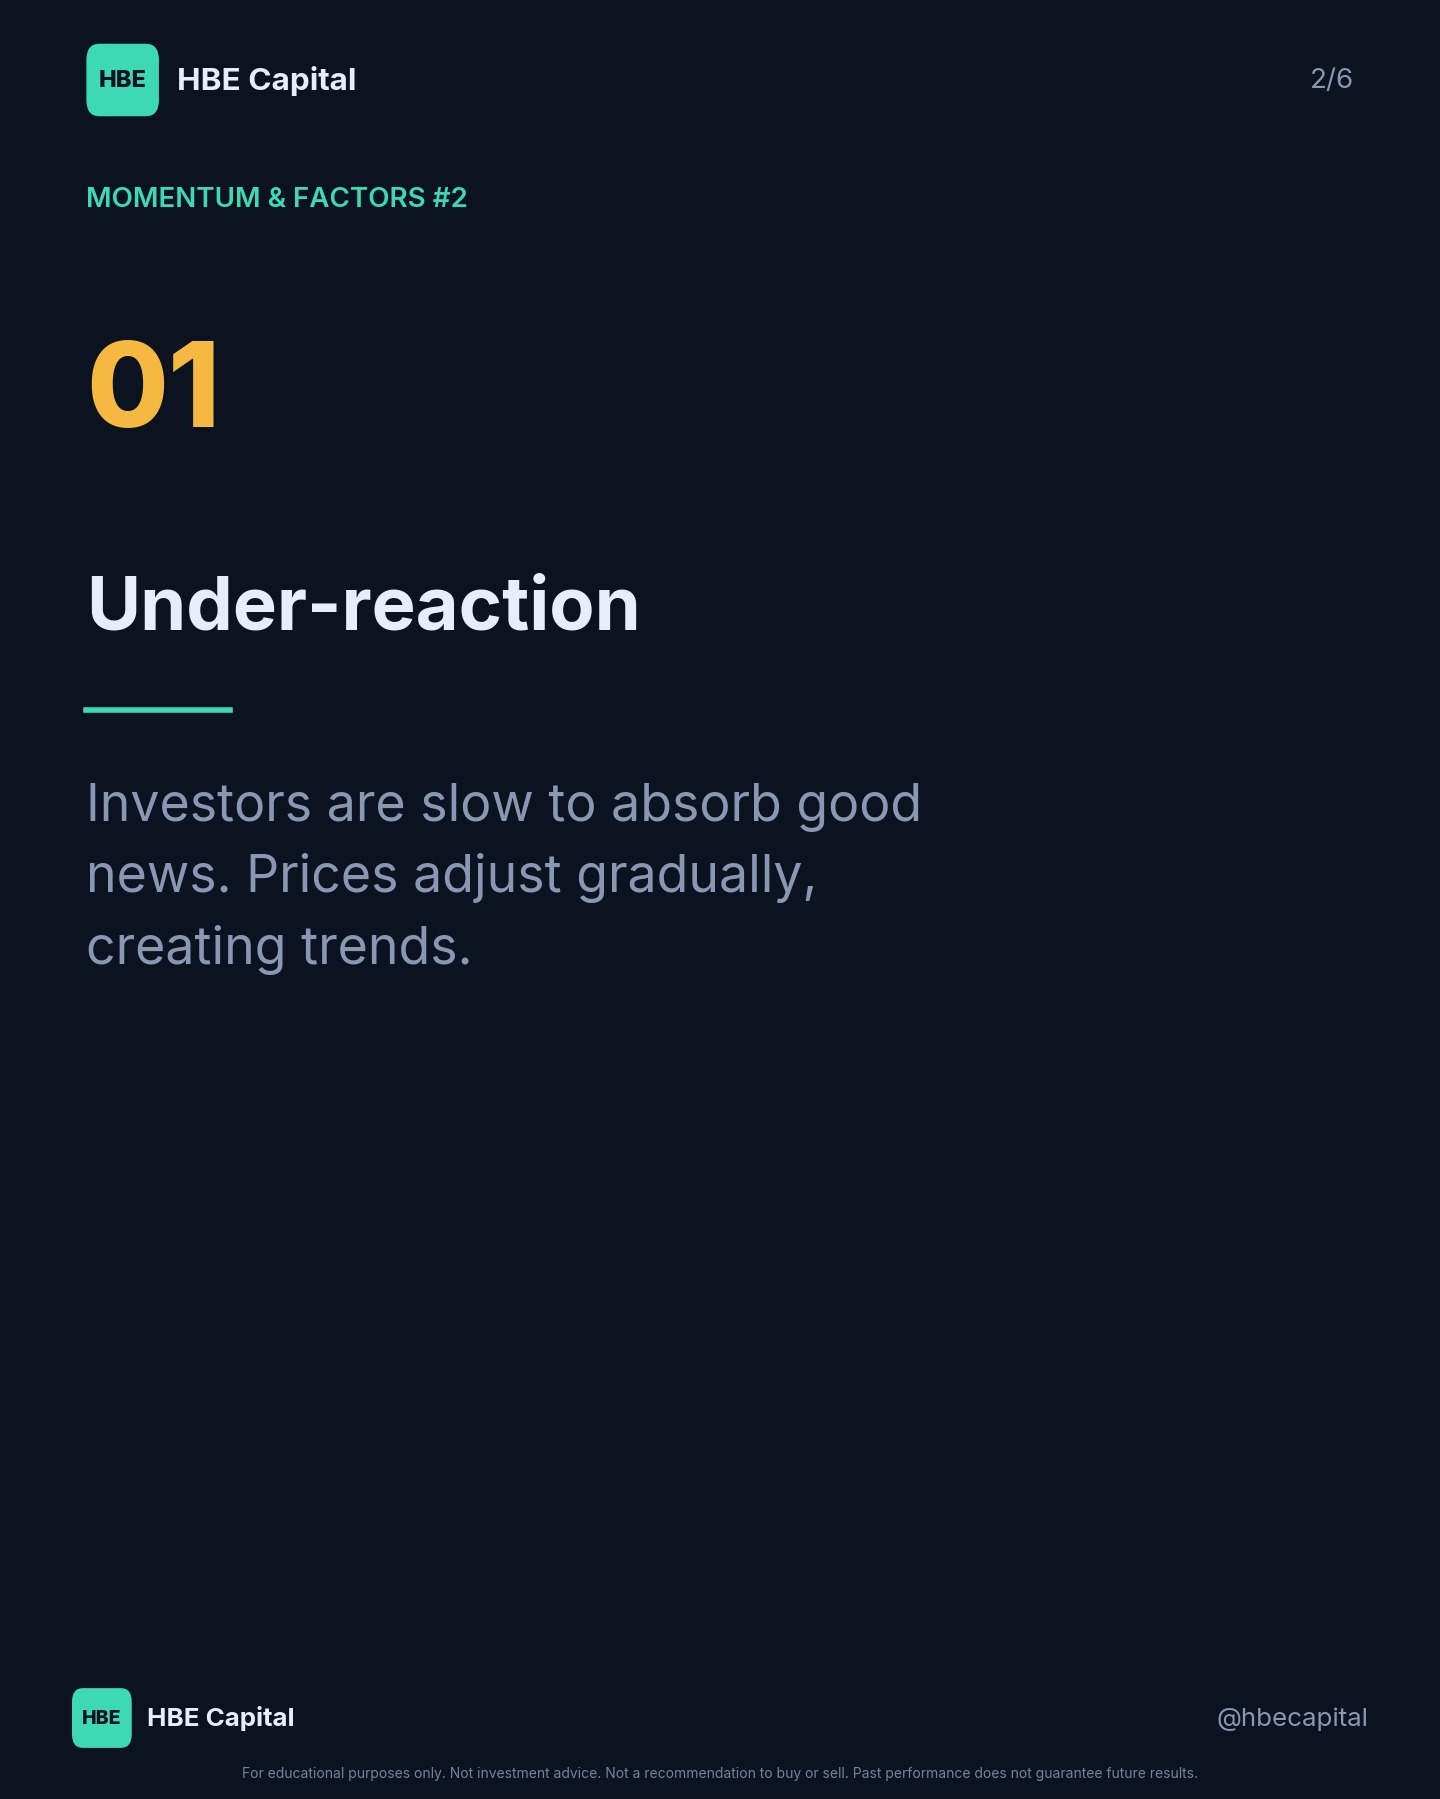 HBE HBE Capital 2/6
MOMENTUM & FACTORS #2
01
Under-reaction
Investors are slow to absorb good
news. Prices adjust gradually,
creating trends.
HBE HBE Capital @hbecapital
For educational purposes only. Not investment advice. Not a recommendation to buy or sell. Past performance does not guarantee future results.